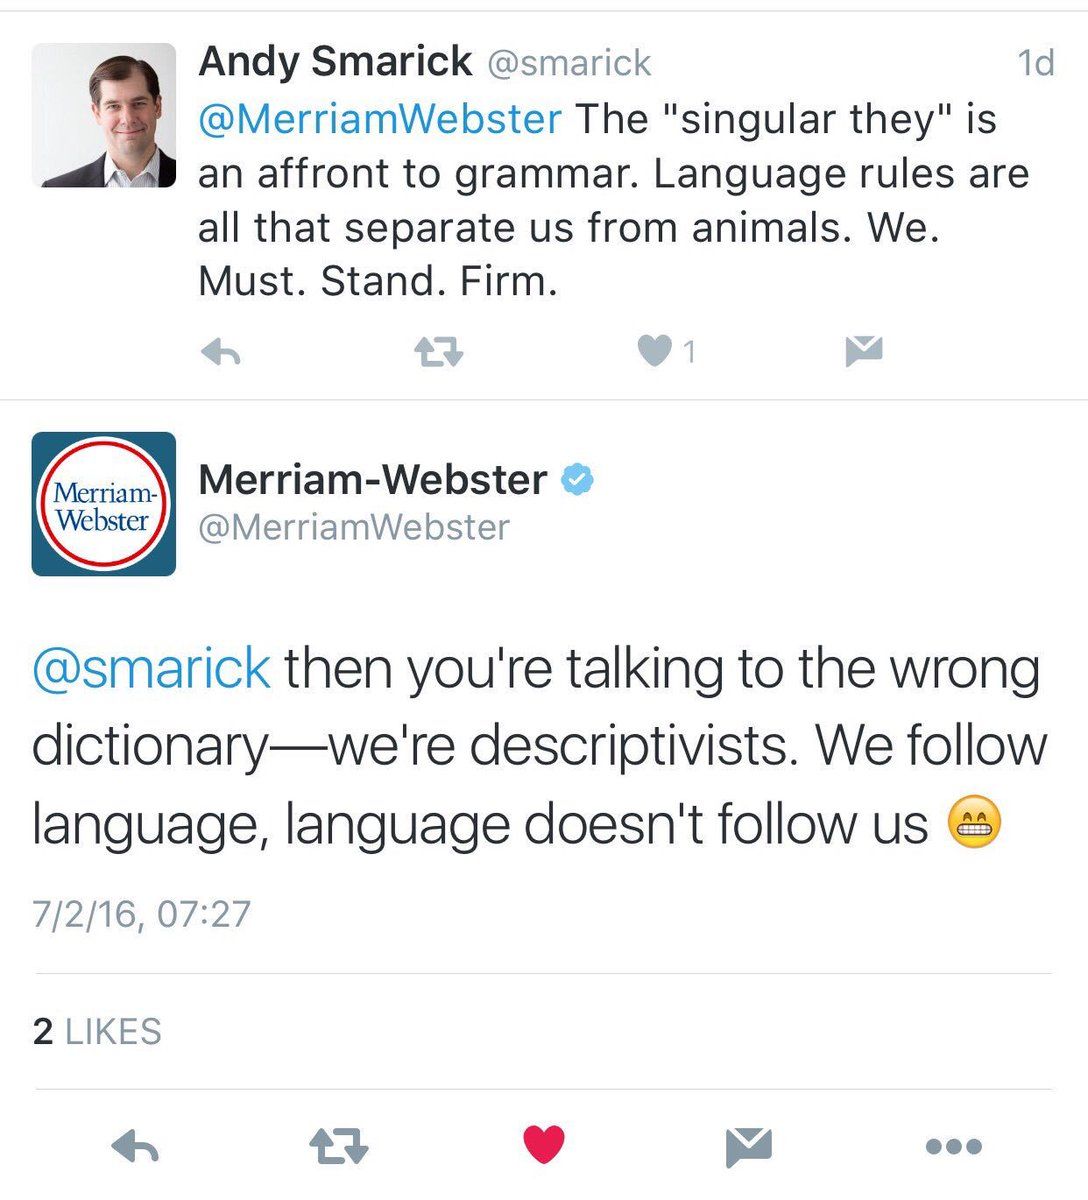 Andy Smarick @smarick 1d
@MerriamWebster The "singular they" is
an affront to grammar. Language rules are
all that separate us from animals. We.
Must. Stand. Firm.
1
Merriam-
Webster
Merriam-Webster
@MerriamWebster
@smarick then you're talking to the wrong
dictionary—we're descriptivists. We follow
language, language doesn't follow us 😁
7/2/16, 07:27
2 LIKES